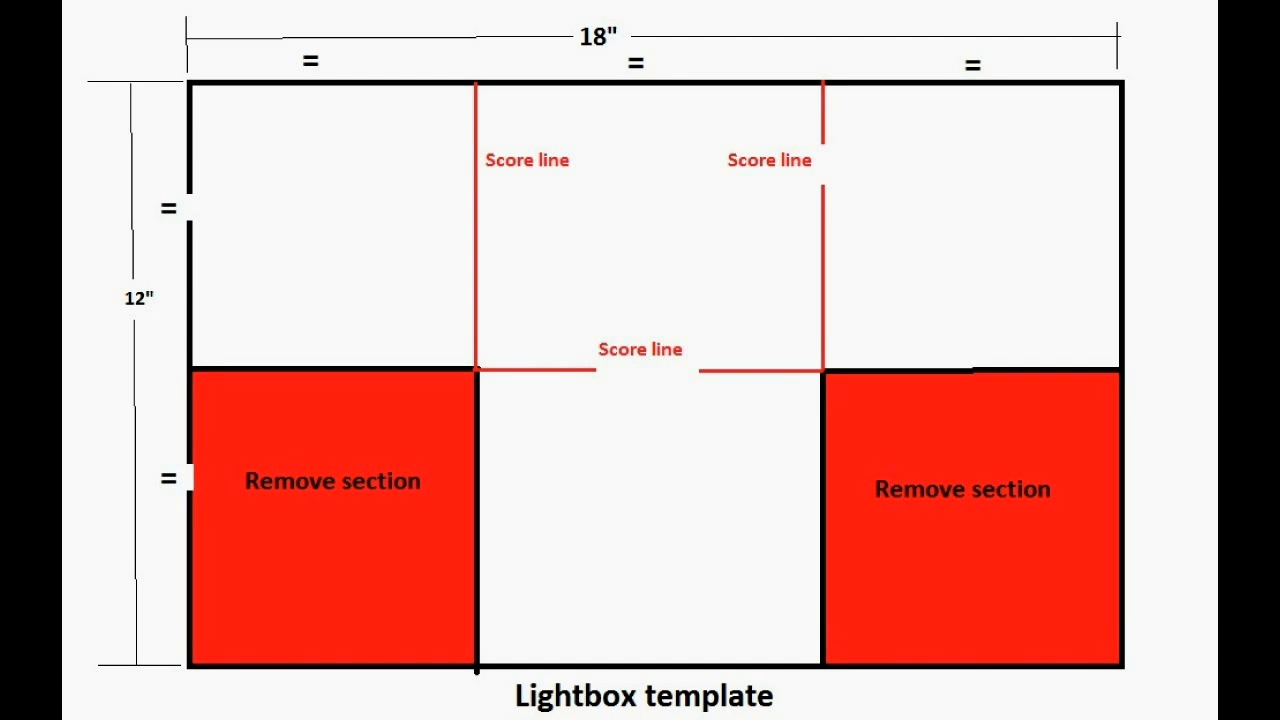 18"
= = =
Score line Score line
=
12"
Score line
=
Remove section Remove section
Lightbox template